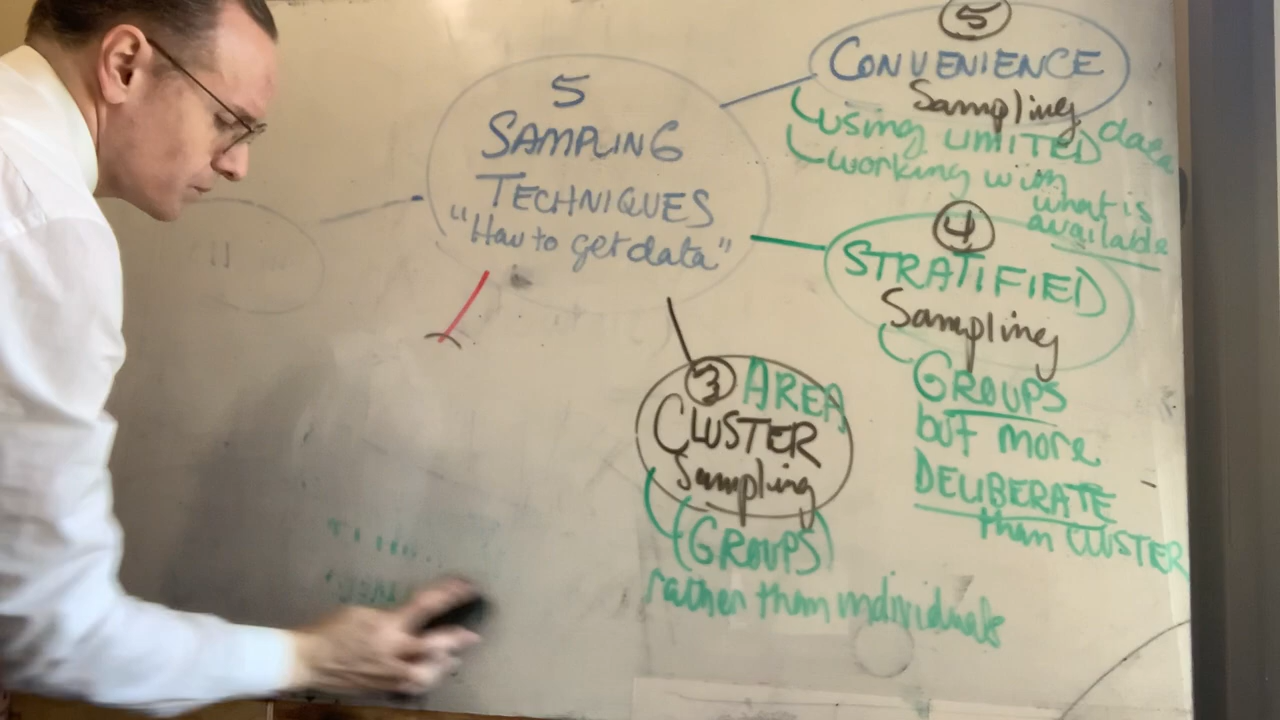 5
SAMPLING
TECHNIQUES
"How to get data"
5
CONVENIENCE
Sampling
using LIMITED data
working with
what is
available
4
STRATIFIED
Sampling
GROUPS
but more
DELIBERATE
than CLUSTER
3 AREA
CLUSTER
Sampling
(GROUPS)
rather than individuals